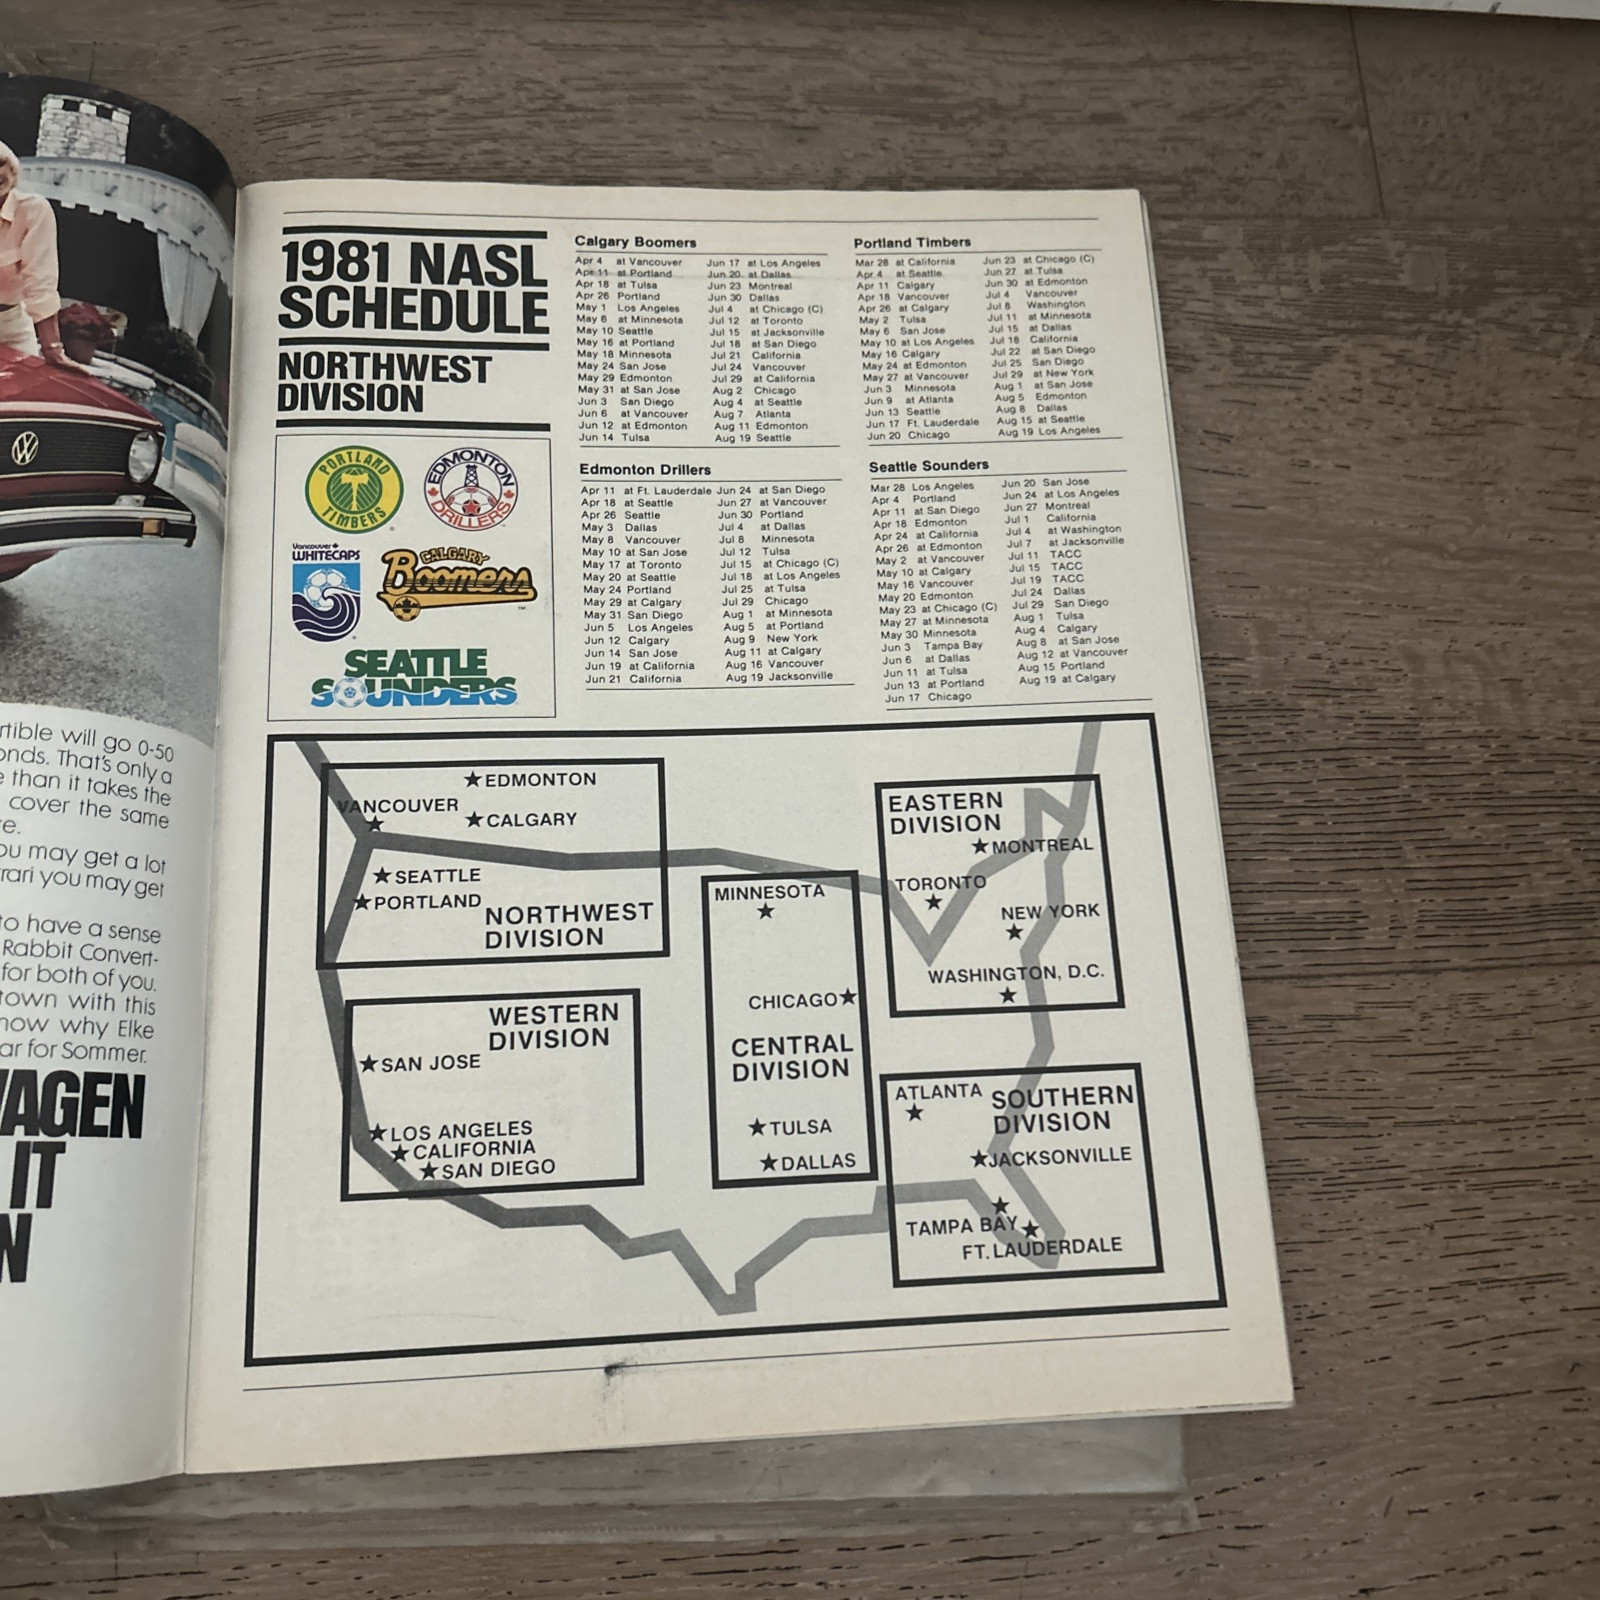 rtible will go 0-50
onds. That's only a
e than it takes the
cover the same
re.
ou may get a lot
rrari you may get
to have a sense
Rabbit Convert-
for both of you.
town with this
now why Elke
ar for Sommer.
WAGEN
IT
N
1981 NASL
SCHEDULE
NORTHWEST
DIVISION
PORTLAND
TIMBERS
EDMONTON
DRILLERS
Vancouver
WHITECAPS
CALGARY
Boomers
SEATTLE
SOUNDERS
Calgary Boomers
Apr 4 at Vancouver
Apr 11 at Portland
Apr 18 at Tulsa
Apr 26 Portland
May 1 Los Angeles
May 6 at Minnesota
May 10 Seattle
May 16 at Portland
May 18 Minnesota
May 24 San Jose
May 29 Edmonton
May 31 at San Jose
Jun 3 San Diego
Jun 6 at Vancouver
Jun 12 at Edmonton
Jun 14 Tulsa
Jun 17 at Los Angeles
Jun 20 at Dallas
Jun 23 Montreal
Jun 30 Dallas
Jul 4 at Chicago (C)
Jul 12 at Toronto
Jul 15 at Jacksonville
Jul 18 at San Diego
Jul 21 California
Jul 24 Vancouver
Jul 29 at California
Aug 2 Chicago
Aug 4 at Seattle
Aug 7 Atlanta
Aug 11 Edmonton
Aug 19 Seattle
Portland Timbers
Mar 28 at California
Apr 4 at Seattle
Apr 11 Calgary
Apr 18 Vancouver
Apr 26 at Calgary
May 2 Tulsa
May 6 San Jose
May 10 at Los Angeles
May 16 Calgary
May 24 at Edmonton
May 27 at Vancouver
Jun 3 Minnesota
Jun 9 at Atlanta
Jun 13 Seattle
Jun 17 Ft. Lauderdale
Jun 20 Chicago
Jun 23 at Chicago (C)
Jun 27 at Tulsa
Jun 30 at Edmonton
Jul 4 Vancouver
Jul 8 Washington
Jul 11 at Minnesota
Jul 15 at Dallas
Jul 18 California
Jul 22 at San Diego
Jul 25 San Diego
Jul 29 at New York
Aug 1 at San Jose
Aug 5 Edmonton
Aug 8 Dallas
Aug 15 at Seattle
Aug 19 Los Angeles
Edmonton Drillers
Apr 11 at Ft. Lauderdale
Apr 18 at Seattle
Apr 26 Seattle
May 3 Dallas
May 8 Vancouver
May 10 at San Jose
May 17 at Toronto
May 20 at Seattle
May 24 Portland
May 29 at Calgary
May 31 San Diego
Jun 5 Los Angeles
Jun 12 Calgary
Jun 14 San Jose
Jun 19 at California
Jun 21 California
Jun 24 at San Diego
Jun 27 at Vancouver
Jun 30 Portland
Jul 4 at Dallas
Jul 8 Minnesota
Jul 12 Tulsa
Jul 15 at Chicago (C)
Jul 18 at Los Angeles
Jul 25 at Tulsa
Jul 29 Chicago
Aug 1 at Minnesota
Aug 5 at Portland
Aug 9 New York
Aug 11 at Calgary
Aug 16 Vancouver
Aug 19 Jacksonville
Seattle Sounders
Mar 28 Los Angeles
Apr 4 Portland
Apr 11 at San Diego
Apr 18 Edmonton
Apr 24 at California
Apr 26 at Edmonton
May 2 at Vancouver
May 10 at Calgary
May 16 Vancouver
May 20 Edmonton
May 23 at Chicago (C)
May 27 at Minnesota
May 30 Minnesota
Jun 3 Tampa Bay
Jun 6 at Dallas
Jun 11 at Tulsa
Jun 13 at Portland
Jun 17 Chicago
Jun 20 San Jose
Jun 24 at Los Angeles
Jun 27 Montreal
Jul 1 California
Jul 4 at Washington
Jul 7 at Jacksonville
Jul 11 TACC
Jul 15 TACC
Jul 19 TACC
Jul 24 Dallas
Jul 29 San Diego
Aug 1 Tulsa
Aug 4 Calgary
Aug 8 at San Jose
Aug 12 at Vancouver
Aug 15 Portland
Aug 19 at Calgary
EDMONTON
VANCOUVER
CALGARY
SEATTLE
PORTLAND
NORTHWEST
DIVISION
WESTERN
DIVISION
SAN JOSE
LOS ANGELES
CALIFORNIA
SAN DIEGO
MINNESOTA
CHICAGO
CENTRAL
DIVISION
TULSA
DALLAS
EASTERN
DIVISION
MONTREAL
TORONTO
NEW YORK
WASHINGTON, D.C.
ATLANTA
SOUTHERN
DIVISION
JACKSONVILLE
TAMPA BAY
FT. LAUDERDALE